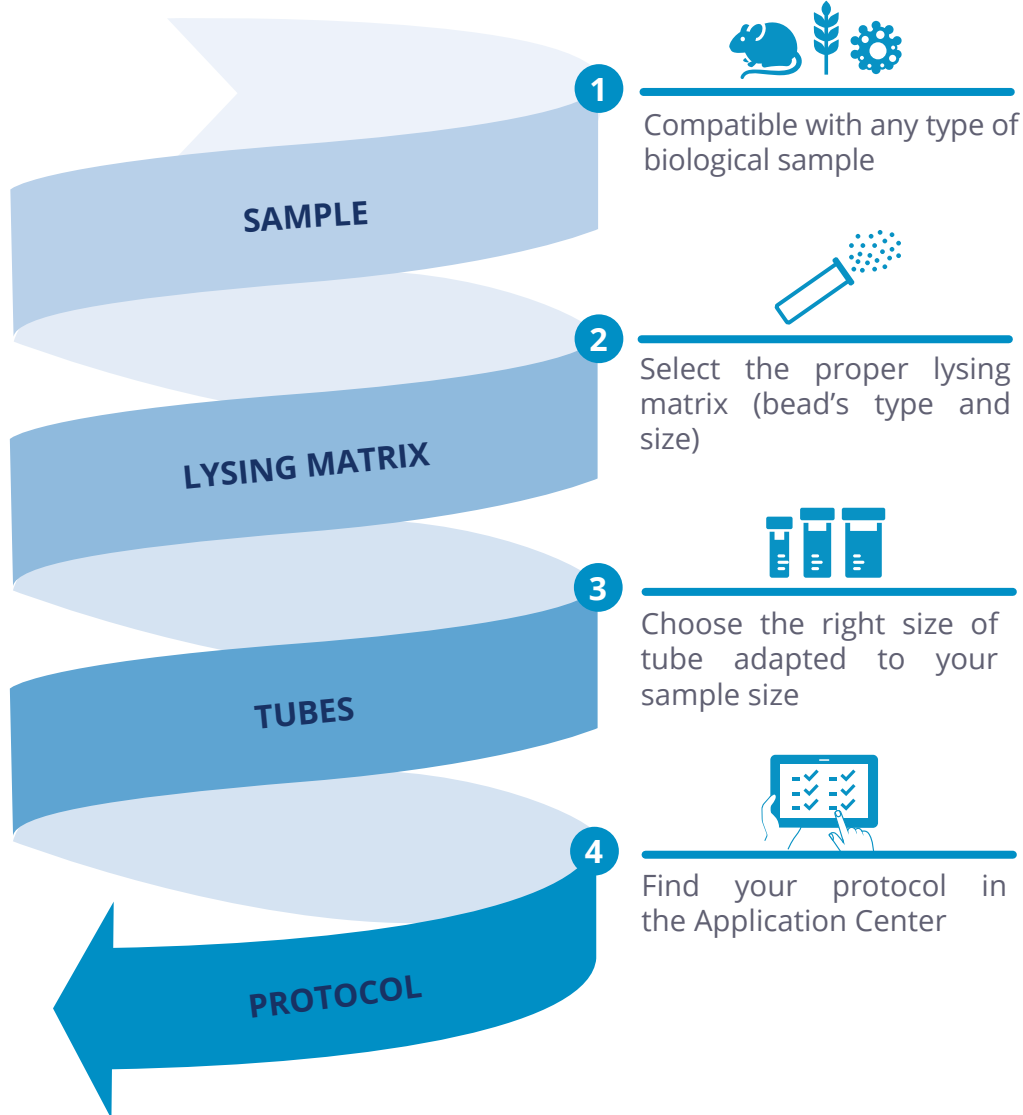 1
Compatible with any type of
biological sample
SAMPLE
2
Select the proper lysing
matrix (bead's type and
size)
LYSING MATRIX
3
Choose the right size of
tube adapted to your
sample size
TUBES
4
Find your protocol in
the Application Center
PROTOCOL